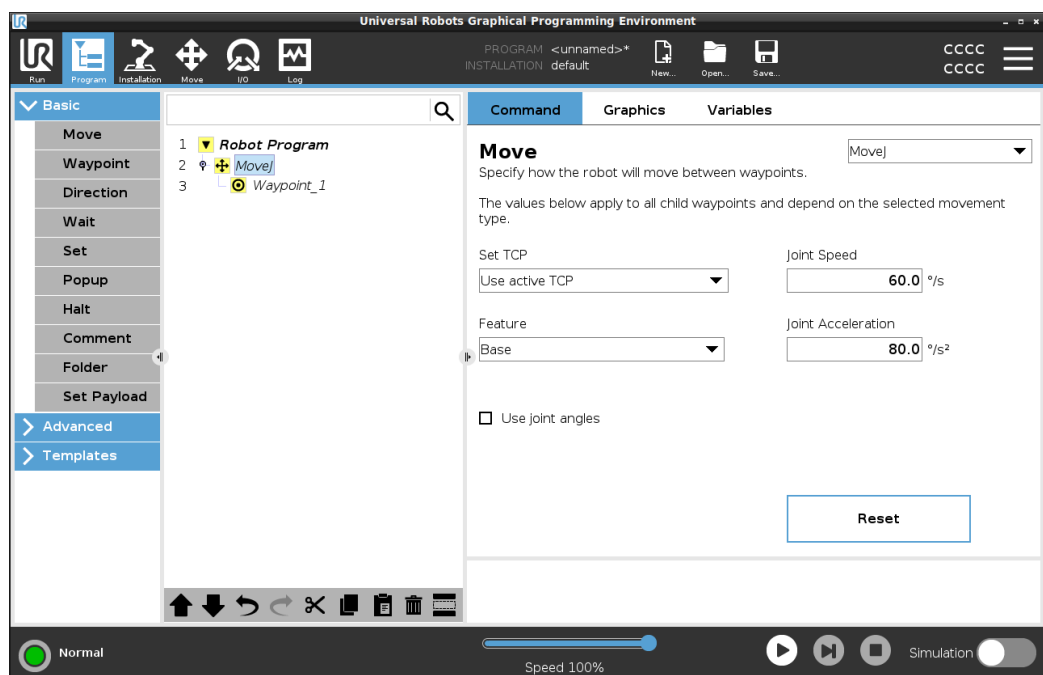 UR
Universal Robots Graphical Programming Environment
Run
Program
Installation
Move
I/O
Log
PROGRAM <unnamed>*
INSTALLATION default
New...
Open...
Save...
CCCC
CCCC
Basic
Move
Waypoint
Direction
Wait
Set
Popup
Halt
Comment
Folder
Set Payload
Advanced
Templates
1 Robot Program
2 MoveJ
3 Waypoint_1
Command Graphics Variables
Move
MoveJ
Specify how the robot will move between waypoints.
The values below apply to all child waypoints and depend on the selected movement
type.
Set TCP
Use active TCP
Joint Speed
60.0 °/s
Feature
Base
Joint Acceleration
80.0 °/s²
Use joint angles
Reset
Normal
Speed 100%
Simulation